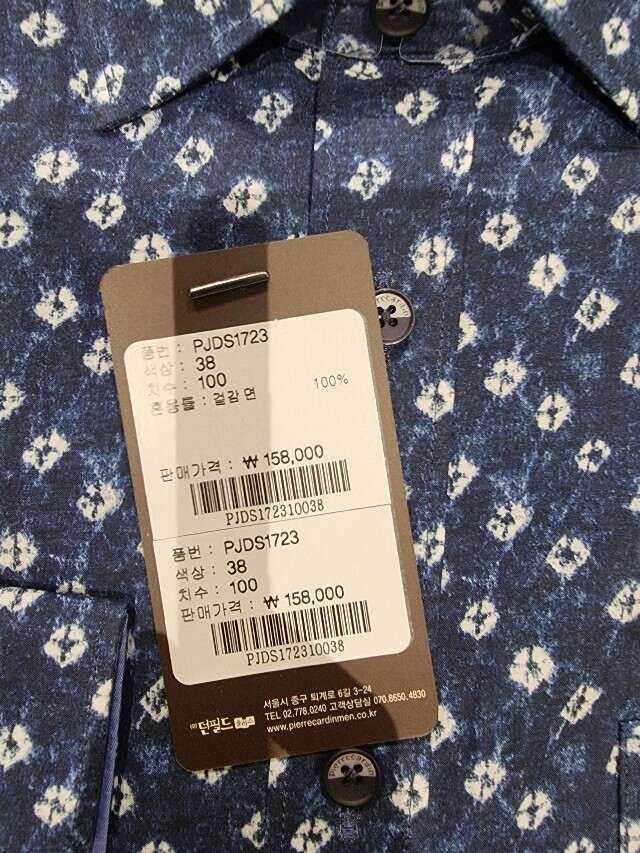 품번 : PJDS1723
색상 : 38
치수 : 100
혼용률 : 겉감 면 100%
판매가격 : ₩ 158,000
PJDS172310038
품번 : PJDS1723
색상 : 38
치수 : 100
판매가격 : ₩ 158,000
PJDS172310038
서울시 중구 퇴계로 6길 3-24
TEL 02.778.0240 고객상담실 070.8650.4830
www.pierrecardinmen.co.kr
㈜던필드
pierrecardin